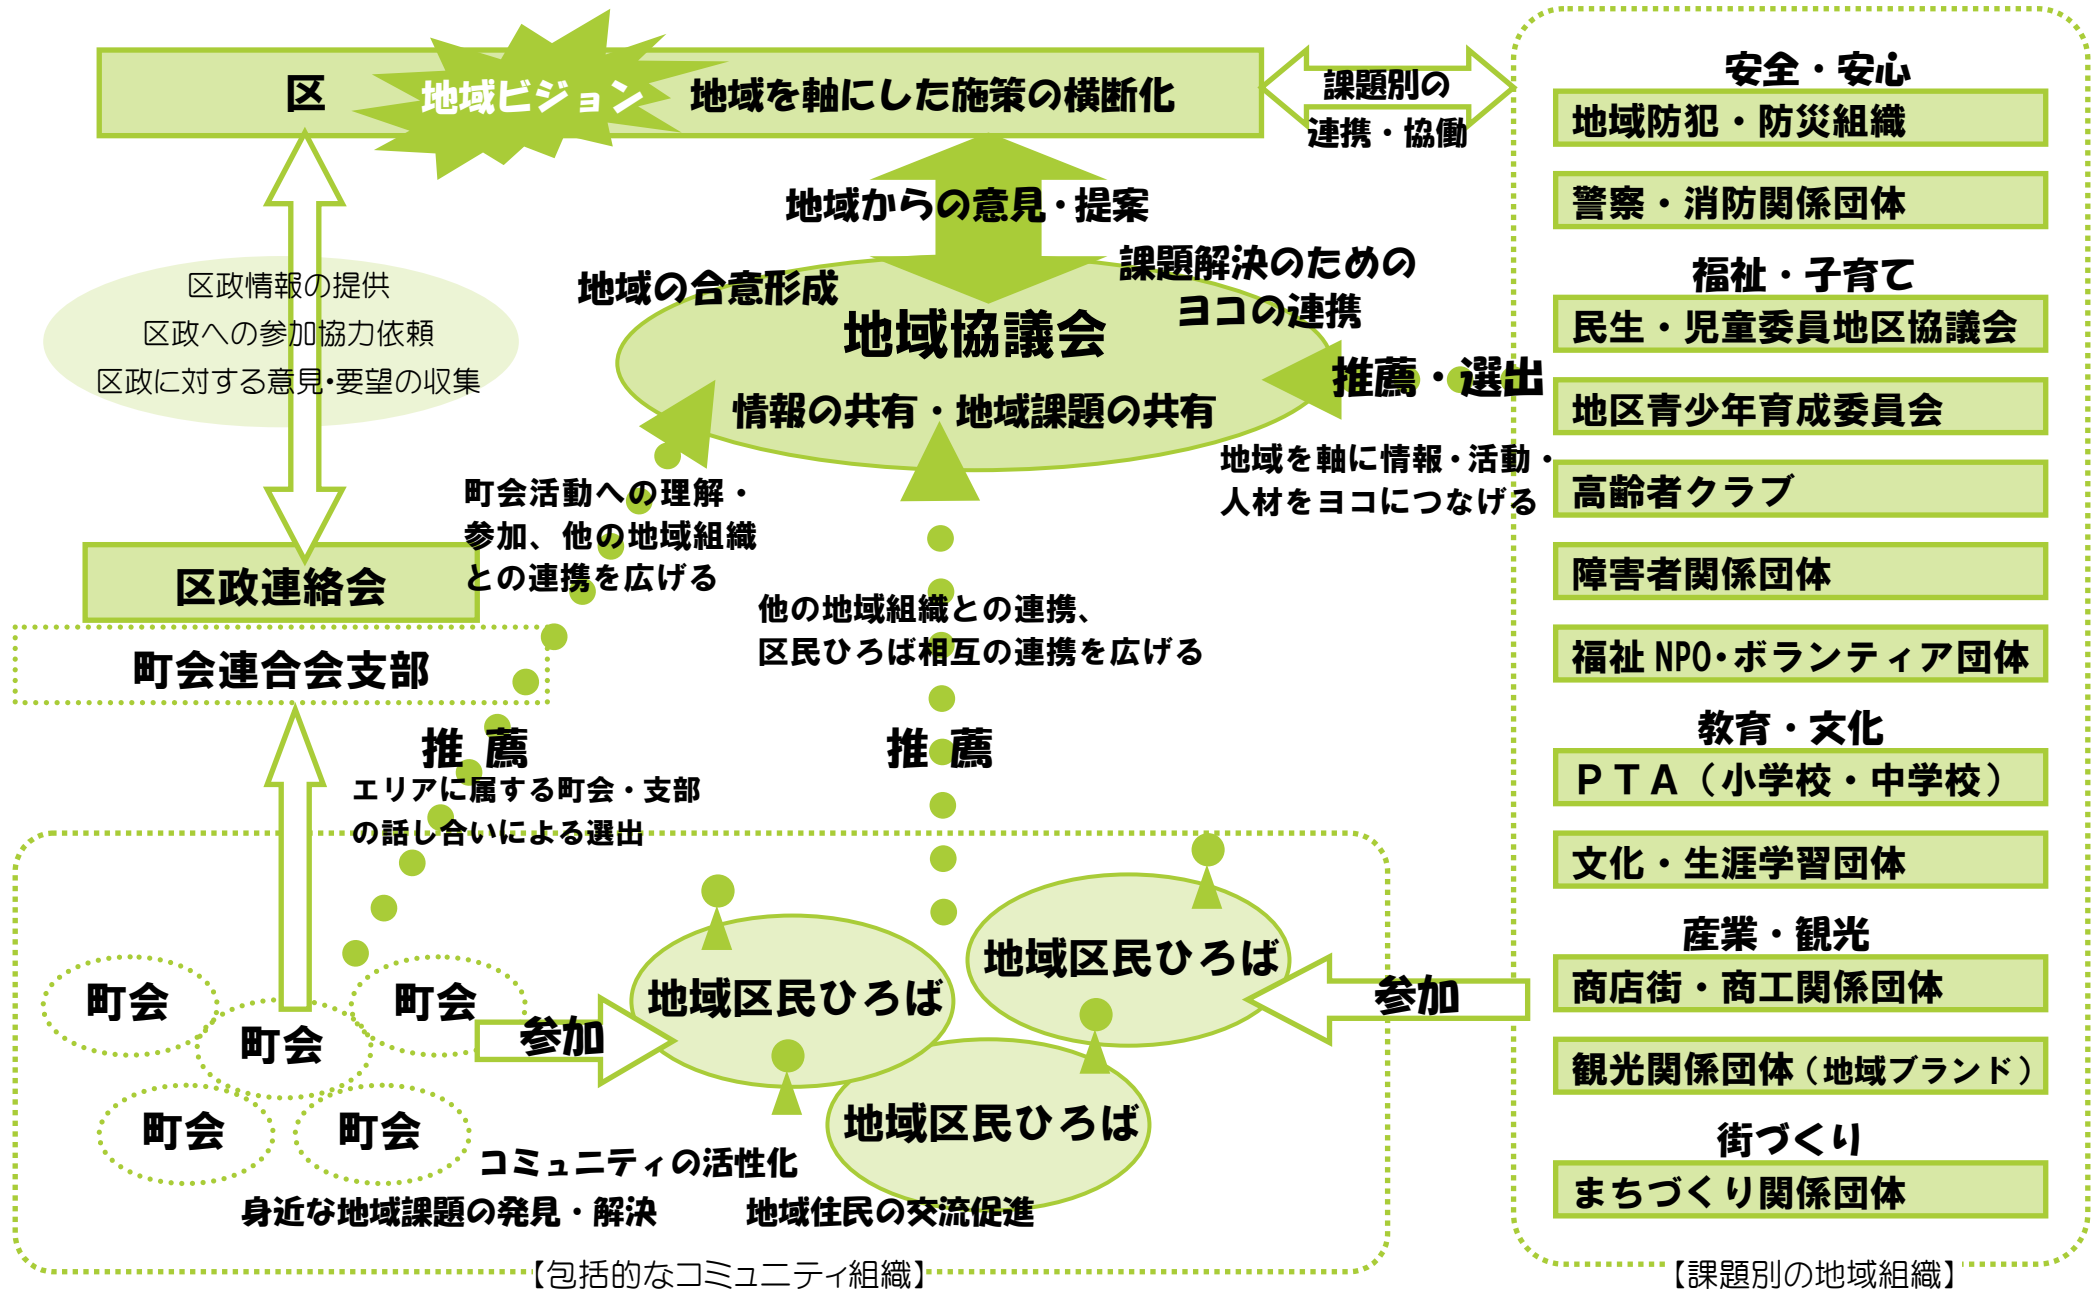 区
地域ビジョン
地域を軸にした施策の横断化
課題別の
連携・協働
地域からの意見・提案
区政情報の提供
区政への参加協力依頼
区政に対する意見・要望の収集
地域の合意形成
課題解決のための
ヨコの連携
地域協議会
情報の共有・地域課題の共有
推薦・選出
地域を軸に情報・活動・
人材をヨコにつなげる
町会活動への理解・
参加、他の地域組織
との連携を広げる
区政連絡会
町会連合会支部
他の地域組織との連携、
区民ひろば相互の連携を広げる
推 薦
エリアに属する町会・支部
の話し合いによる選出
推 薦
町会
町会
町会
町会
町会
参加
地域区民ひろば
地域区民ひろば
地域区民ひろば
参加
コミュニティの活性化
身近な地域課題の発見・解決
地域住民の交流促進
【包括的なコミュニティ組織】
安全・安心
地域防犯・防災組織
警察・消防関係団体
福祉・子育て
民生・児童委員地区協議会
地区青少年育成委員会
高齢者クラブ
障害者関係団体
福祉 NPO・ボランティア団体
教育・文化
ＰＴＡ（小学校・中学校）
文化・生涯学習団体
産業・観光
商店街・商工関係団体
観光関係団体（地域ブランド）
街づくり
まちづくり関係団体
【課題別の地域組織】